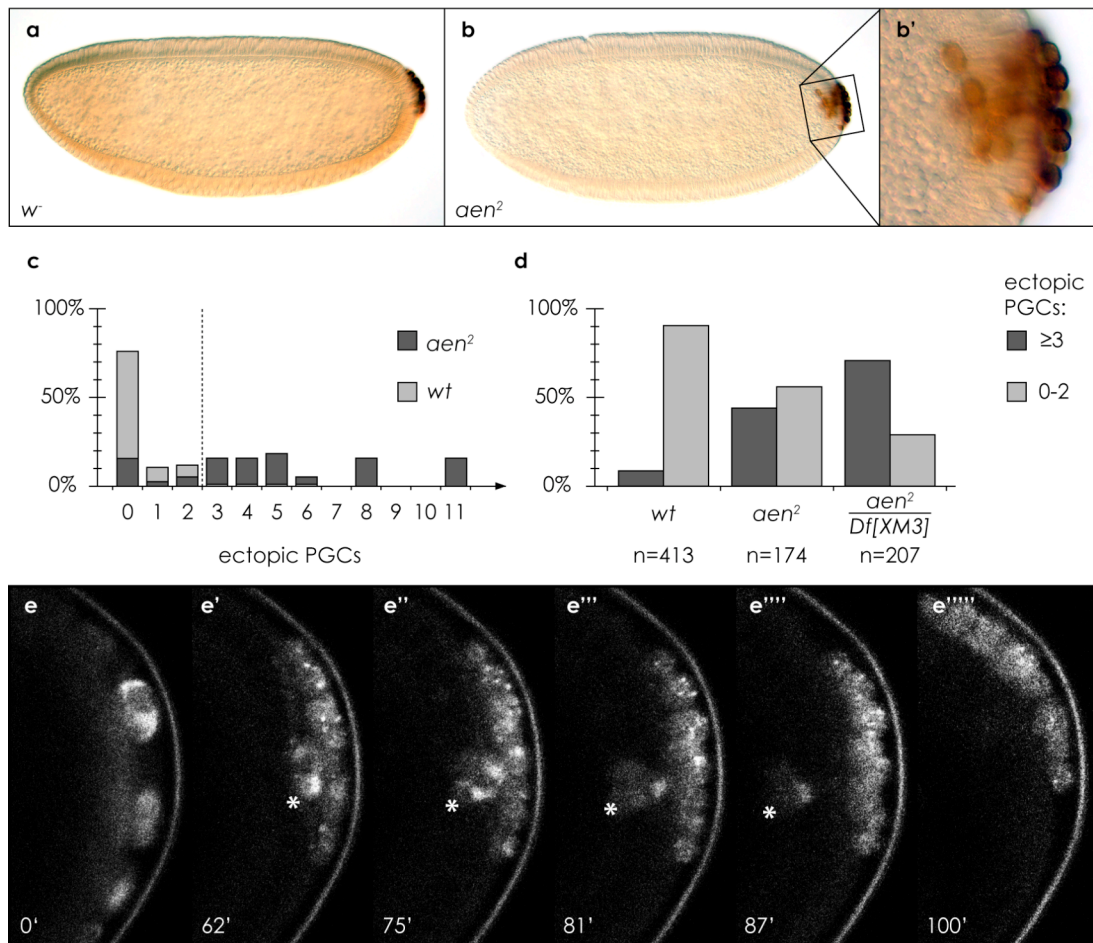 a
w⁻
b
aen²
b'
c
100%
50%
0%
aen²
wt
0 1 2 3 4 5 6 7 8 9 10 11
ectopic PGCs
d
100%
50%
0%
wt
n=413
aen²
n=174
aen²
Df[XM3]
n=207
ectopic
PGCs:
≥3
0-2
e
0'
e'
*
62'
e''
*
75'
e'''
*
81'
e''''
*
87'
e'''''
100'